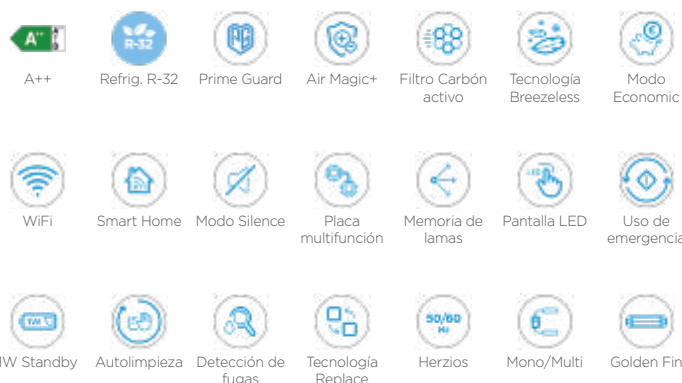 A++
R-32
A++
Refrig. R-32
Prime Guard
Air Magic+
Filtro Carbón
activo
Tecnología
Breezeless
Modo
Economic
WiFi
Smart Home
Modo Silence
Placa
multifunción
Memoria de
lamas
LED
Pantalla LED
Uso de
emergencia
1W
50/60
Hz
1W Standby
Autolimpieza
Detección de
fugas
Tecnología
Replace
Herzios
Mono/Multi
Golden Fin